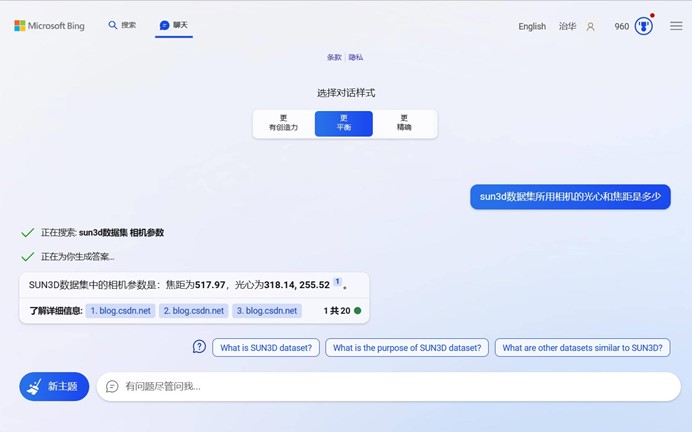 Microsoft Bing
搜索
聊天
English
治华
960
条款 | 隐私
选择对话样式
更
有创造力
更
平衡
更
精确
sun3d数据集所用相机的光心和焦距是多少
正在搜索: sun3d数据集 相机参数
正在为你生成答案...
SUN3D数据集中的相机参数是：焦距为517.97，光心为318.14, 255.52 1 。
了解详细信息: 1. blog.csdn.net 2. blog.csdn.net 3. blog.csdn.net 1 共 20
What is SUN3D dataset? What is the purpose of SUN3D dataset? What are other datasets similar to SUN3D?
新主题
有问题尽管问我...